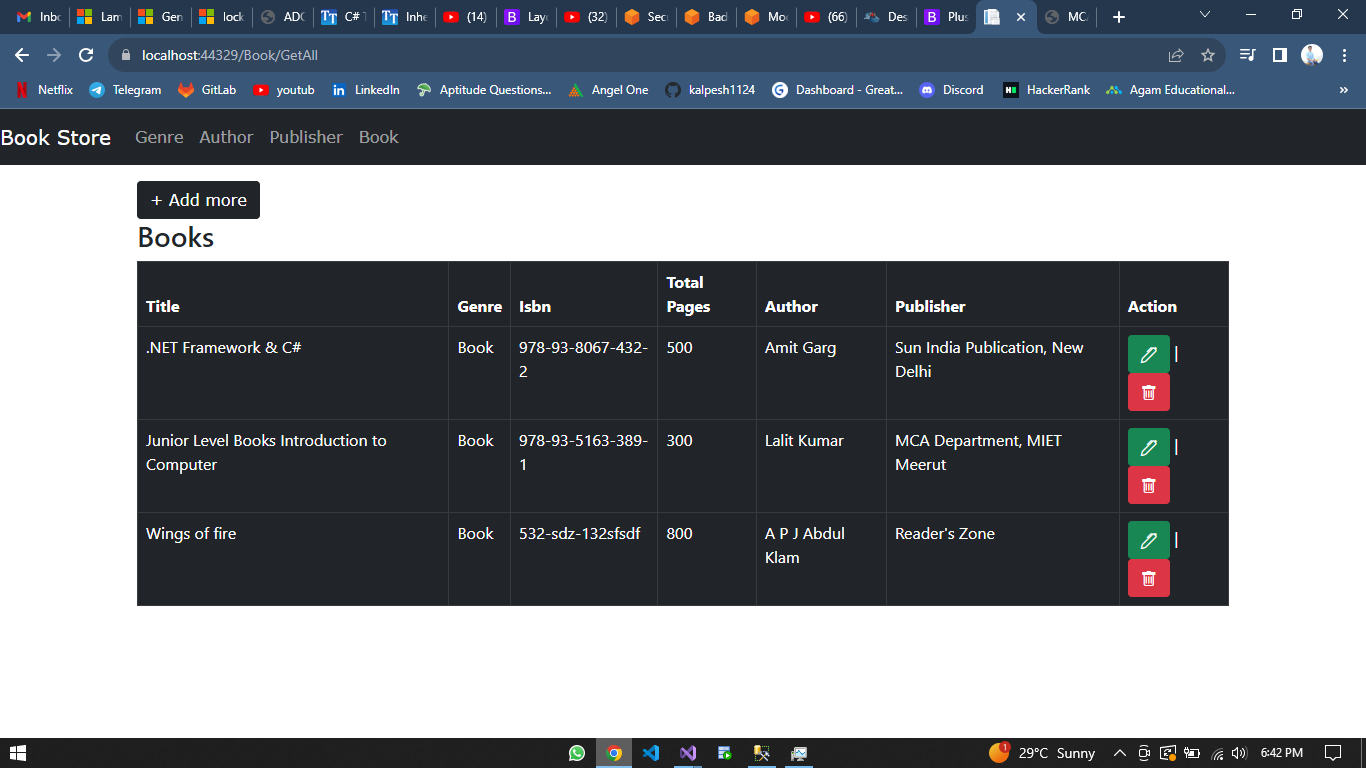 Inbo
Lam
Gen
lock
ADO
C# T
Inhe
(14)
Layo
(32)
Secu
Bad
Moc
(66)
Des
Plus
MCA
localhost:44329/Book/GetAll
Netflix Telegram GitLab youtub LinkedIn Aptitude Questions... Angel One kalpesh1124 Dashboard - Great... Discord HackerRank Agam Educational... »
Book Store Genre Author Publisher Book
+ Add more
Books
Total
Title Genre Isbn Pages Author Publisher Action
.NET Framework & C# Book 978-93-8067-432- 500 Amit Garg Sun India Publication, New |
2 Delhi
Junior Level Books Introduction to Book 978-93-5163-389- 300 Lalit Kumar MCA Department, MIET |
Computer 1 Meerut
Wings of fire Book 532-sdz-132sfsdf 800 A P J Abdul Reader's Zone |
Klam
1 29°C Sunny 6:42 PM